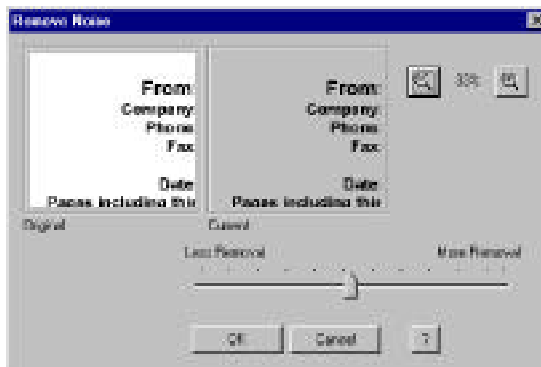 Remove Noise
From:
Company:
Phone:
Fax:
Date:
Pages including this
Original
From:
Company:
Phone:
Fax:
Date:
Pages including this
Current
33%
Less Removal
More Removal
OK
Cancel
?